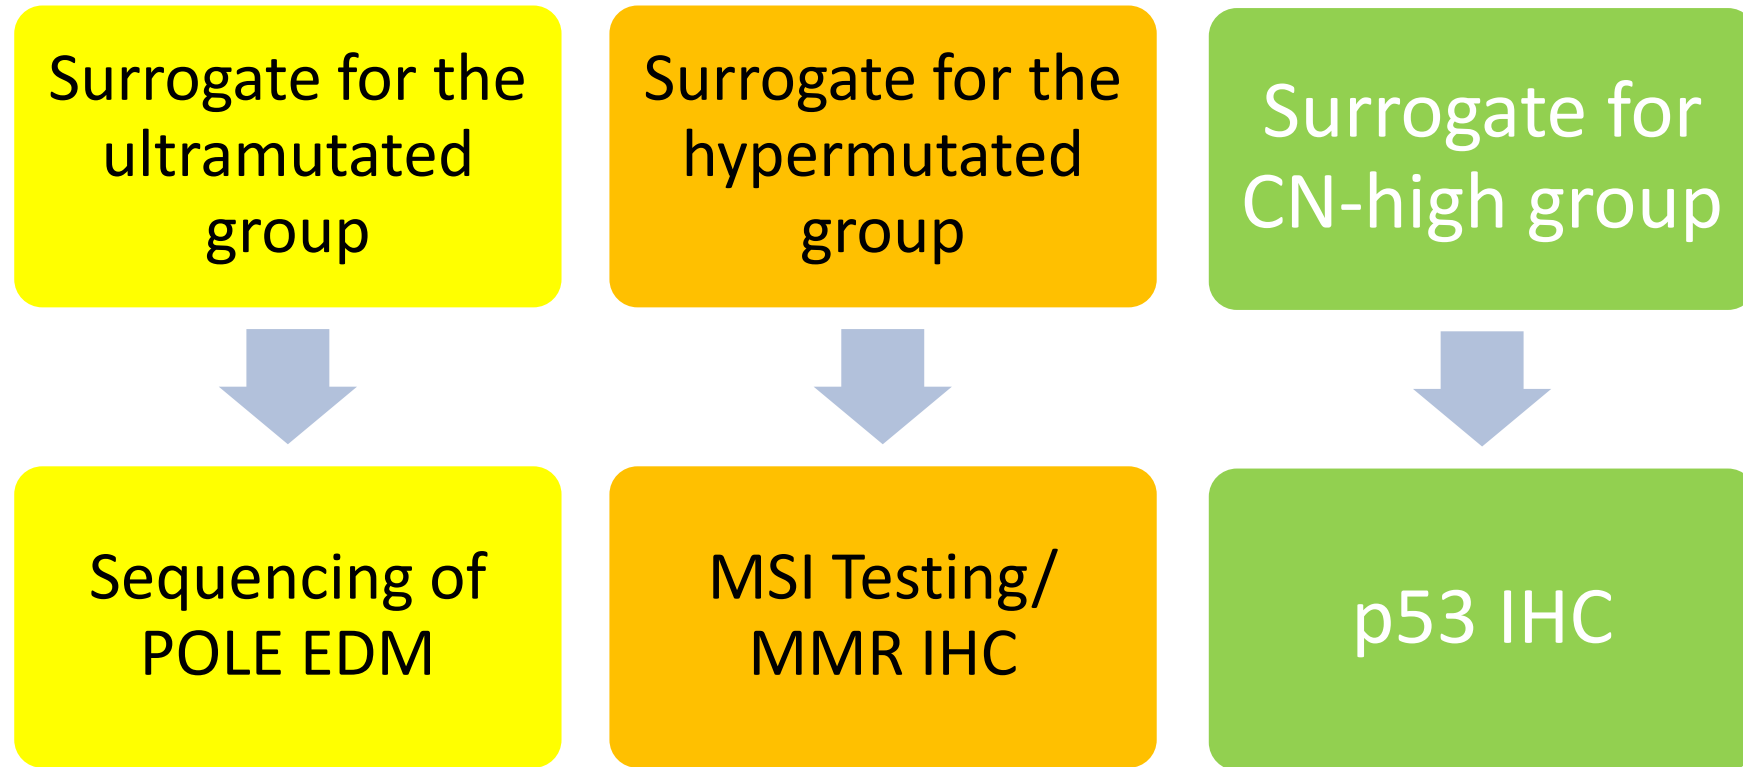 Surrogate for the
ultramutated
group
Surrogate for the
hypermutated
group
Surrogate for
CN-high group
Sequencing of
POLE EDM
MSI Testing/
MMR IHC
p53 IHC